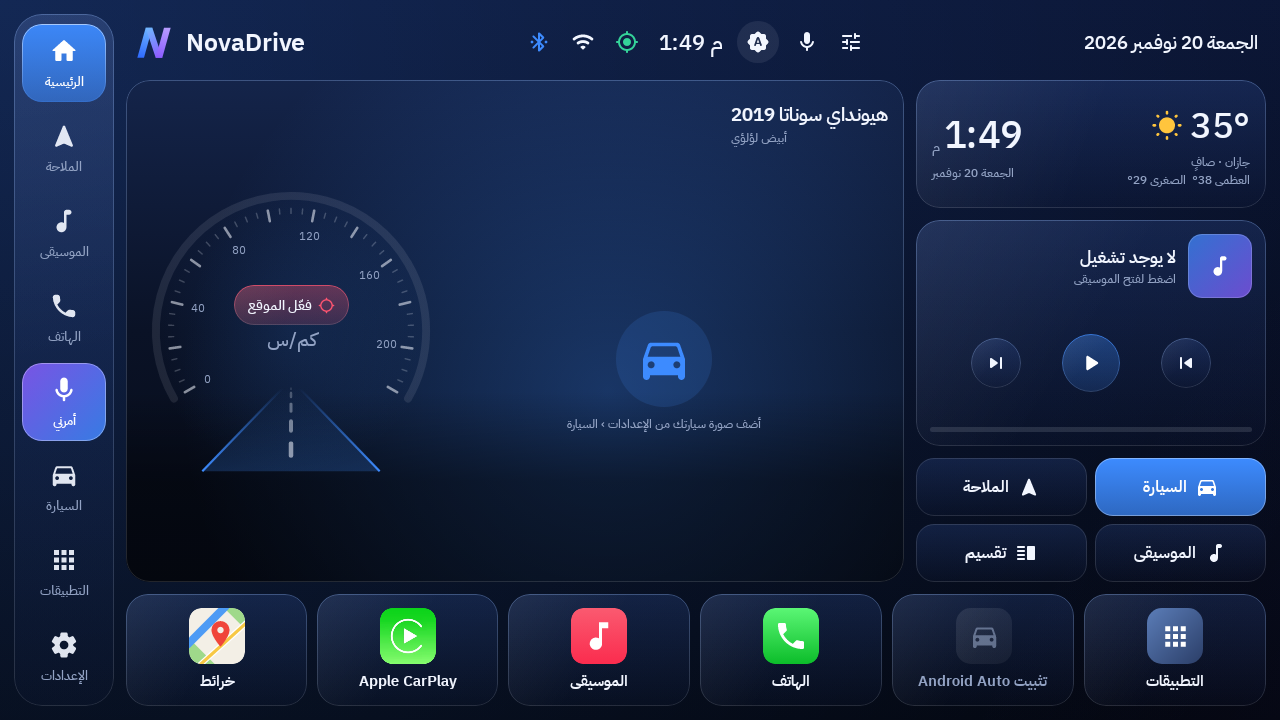 NovaDrive
1:49 م
A
الجمعة 20 نوفمبر 2026
الرئيسية
الملاحة
الموسيقى
الهاتف
أمرني
السيارة
التطبيقات
الإعدادات
هيونداي سوناتا 2019
أبيض لؤلؤي
0
40
80
120
160
200
فعّل الموقع
كم/س
أضف صورة سيارتك من الإعدادات › السيارة
35°
جازان · صافٍ
العظمى 38° الصغرى 29°
1:49 م
الجمعة 20 نوفمبر
لا يوجد تشغيل
اضغط لفتح الموسيقى
السيارة
الملاحة
الموسيقى
تقسيم
خرائط
Apple CarPlay
الموسيقى
الهاتف
تثبيت Android Auto
التطبيقات